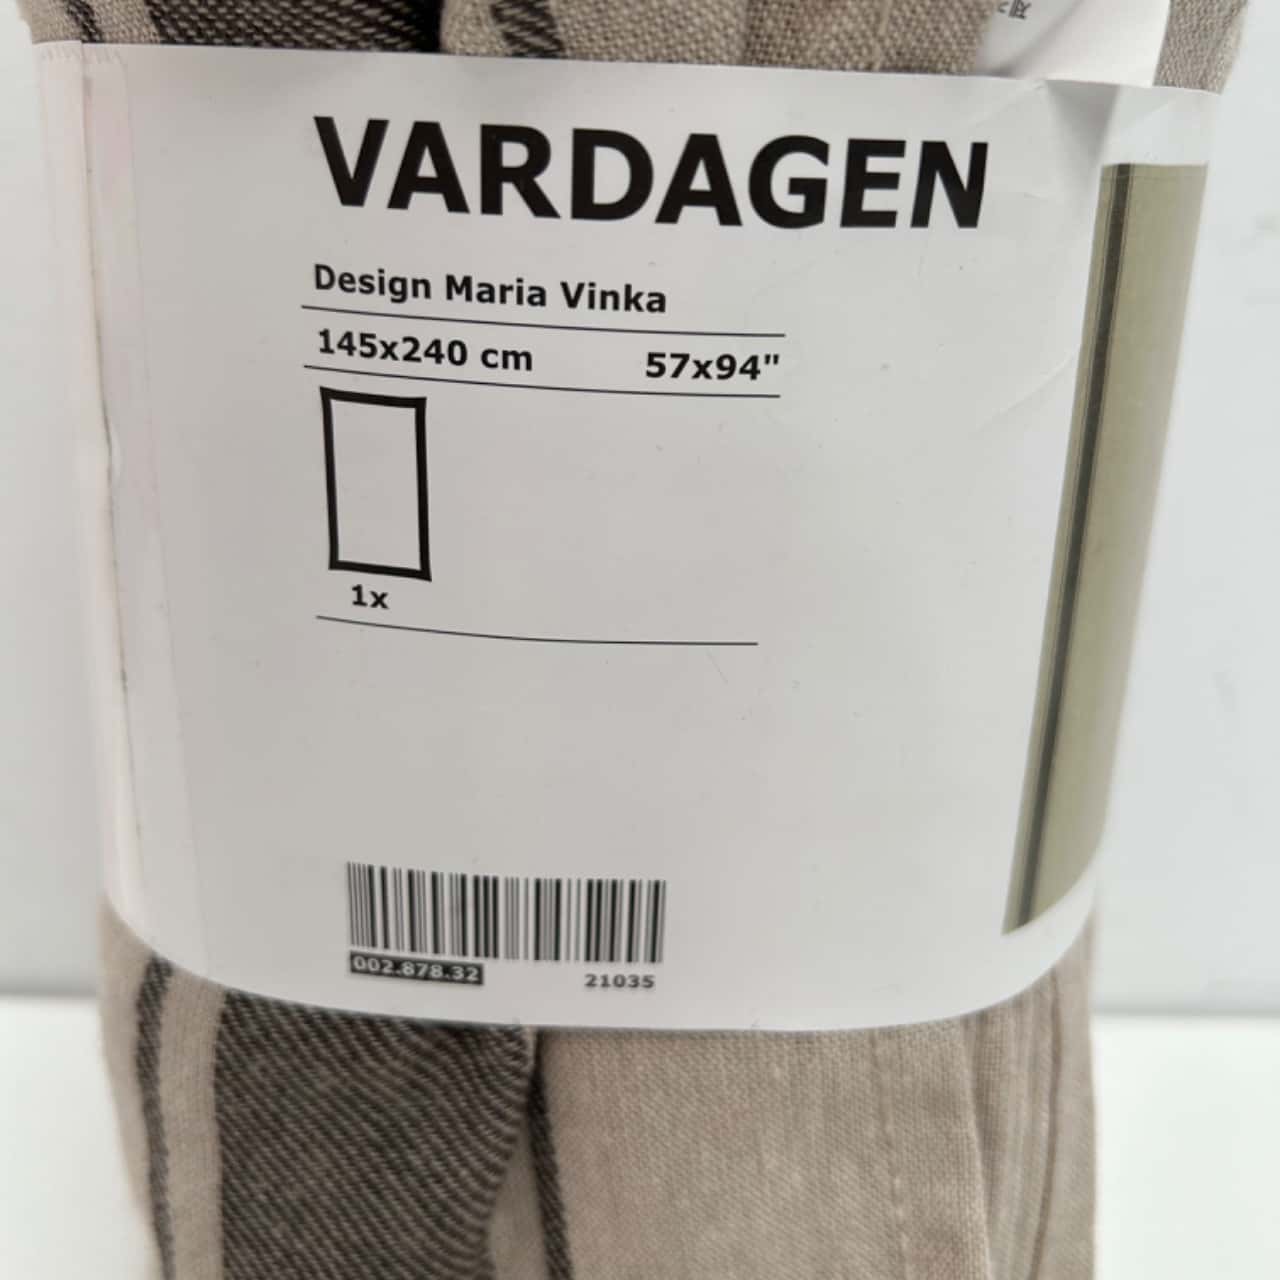 VARDAGEN
Design Maria Vinka
145x240 cm 57x94"
1x
002.878.32 21035